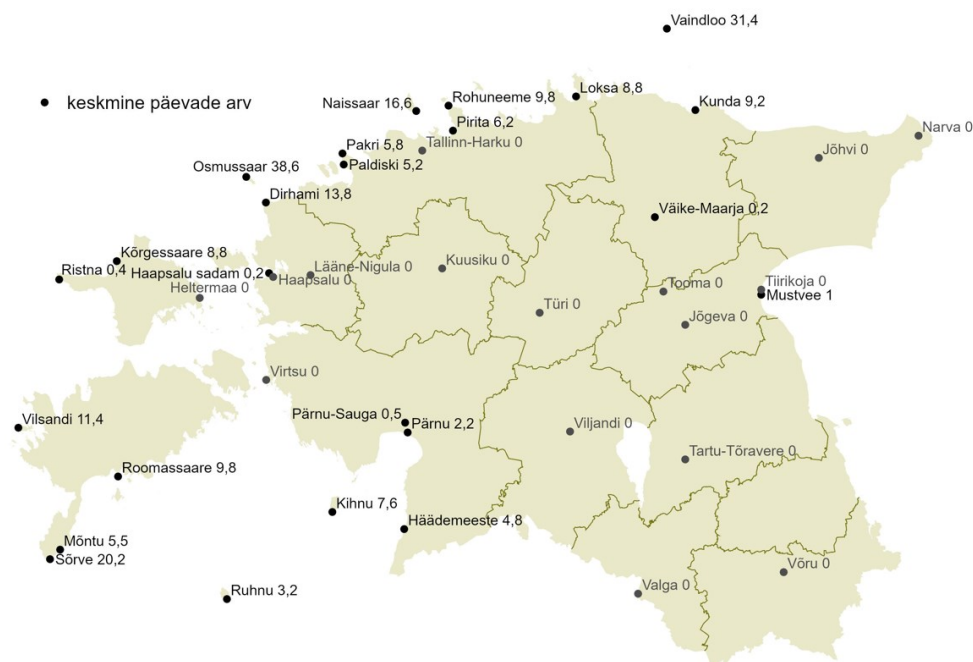 Vaindloo 31,4
keskmine päevade arv
Naissaar 16,6
Rohuneeme 9,8
Loksa 8,8
Kunda 9,2
Pirita 6,2
Narva 0
Tallinn-Harku 0
Pakri 5,8
Jõhvi 0
Paldiski 5,2
Osmussaar 38,6
Dirhami 13,8
Väike-Maarja 0,2
Kõrgessaare 8,8
Ristna 0,4
Haapsalu sadam 0,2
Lääne-Nigula 0
Kuusiku 0
Haapsalu 0
Heltermaa 0
Tooma 0
Tiirikoja 0
Mustvee 1
Türi 0
Jõgeva 0
Virtsu 0
Pärnu-Sauga 0,5
Pärnu 2,2
Vilsandi 11,4
Viljandi 0
Tartu-Tõravere 0
Roomassaare 9,8
Kihnu 7,6
Häädemeeste 4,8
Mõntu 5,5
Sõrve 20,2
Võru 0
Valga 0
Ruhnu 3,2